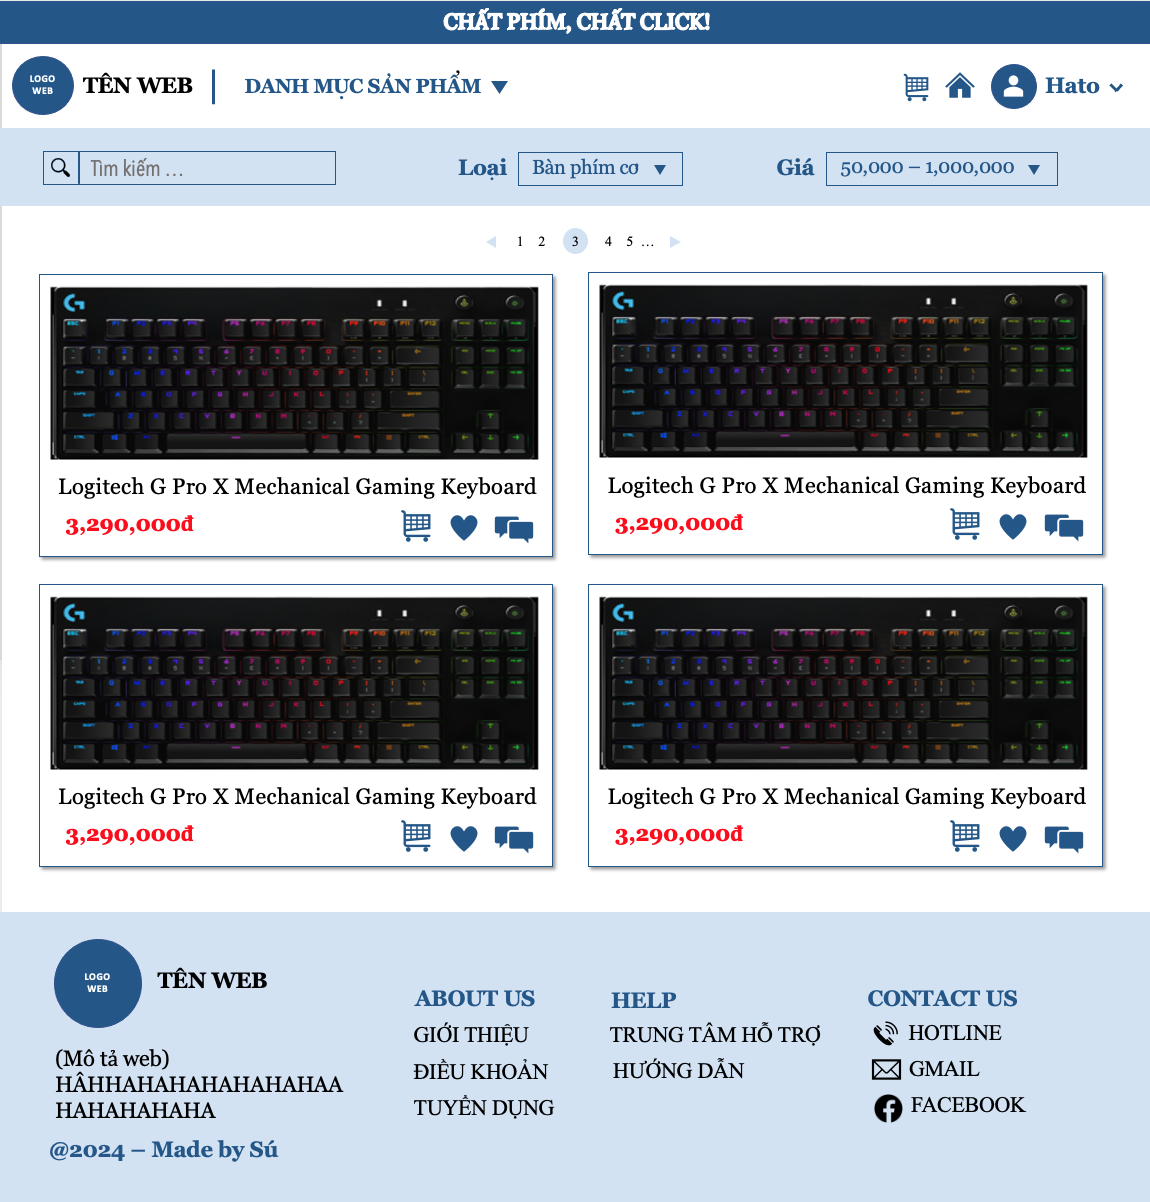 CHẤT PHÍM, CHẤT CLICK!
LOGO
WEB
TÊN WEB
DANH MỤC SẢN PHẨM
Hato
Tìm kiếm ...
Loại
Bàn phím cơ
Giá
50,000 – 1,000,000
1 2 3 4 5 ...
Logitech G Pro X Mechanical Gaming Keyboard
3,290,000đ
Logitech G Pro X Mechanical Gaming Keyboard
3,290,000đ
Logitech G Pro X Mechanical Gaming Keyboard
3,290,000đ
Logitech G Pro X Mechanical Gaming Keyboard
3,290,000đ
LOGO
WEB
TÊN WEB
(Mô tả web)
HÂHHAHAHAHAHAHAHAA
HAHAHAHAHA
@2024 – Made by Sú
ABOUT US
GIỚI THIỆU
ĐIỀU KHOẢN
TUYỂN DỤNG
HELP
TRUNG TÂM HỖ TRỢ
HƯỚNG DẪN
CONTACT US
HOTLINE
GMAIL
FACEBOOK